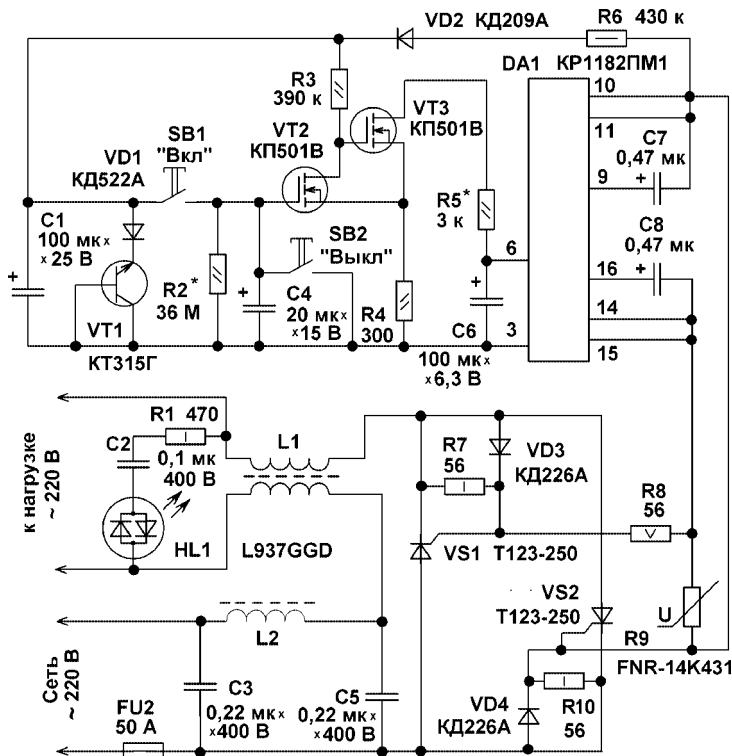 VD2 КД209А
R6 430 к
DA1 КР1182ПМ1
R3
390 к
VT3
КП501В
VT2
КП501В
SB1
"Вкл"
VD1
КД522А
C1
100 мк×
×25 В
+
R2*
36 М
VT1
КТ315Г
SB2
"Выкл"
+
C4
20 мк×
×15 В
R4
300
R5*
3 к
+
C6
100 мк×
×6,3 В
6
3
10
11
9
16
14
15
C7
0,47 мк
+
C8
0,47 мк
+
к нагрузке
~ 220 В
C2
R1 470
0,1 мк
400 В
HL1
L937GGD
L1
R7
56
VD3
КД226А
VS1 Т123-250
R8
56
VS2
Т123-250
U
R9
FNR-14K431
Сеть
~ 220 В
L2
FU2
50 А
C3
0,22 мк×
×400 В
C5
0,22 мк×
×400 В
VD4
КД226А
R10
56